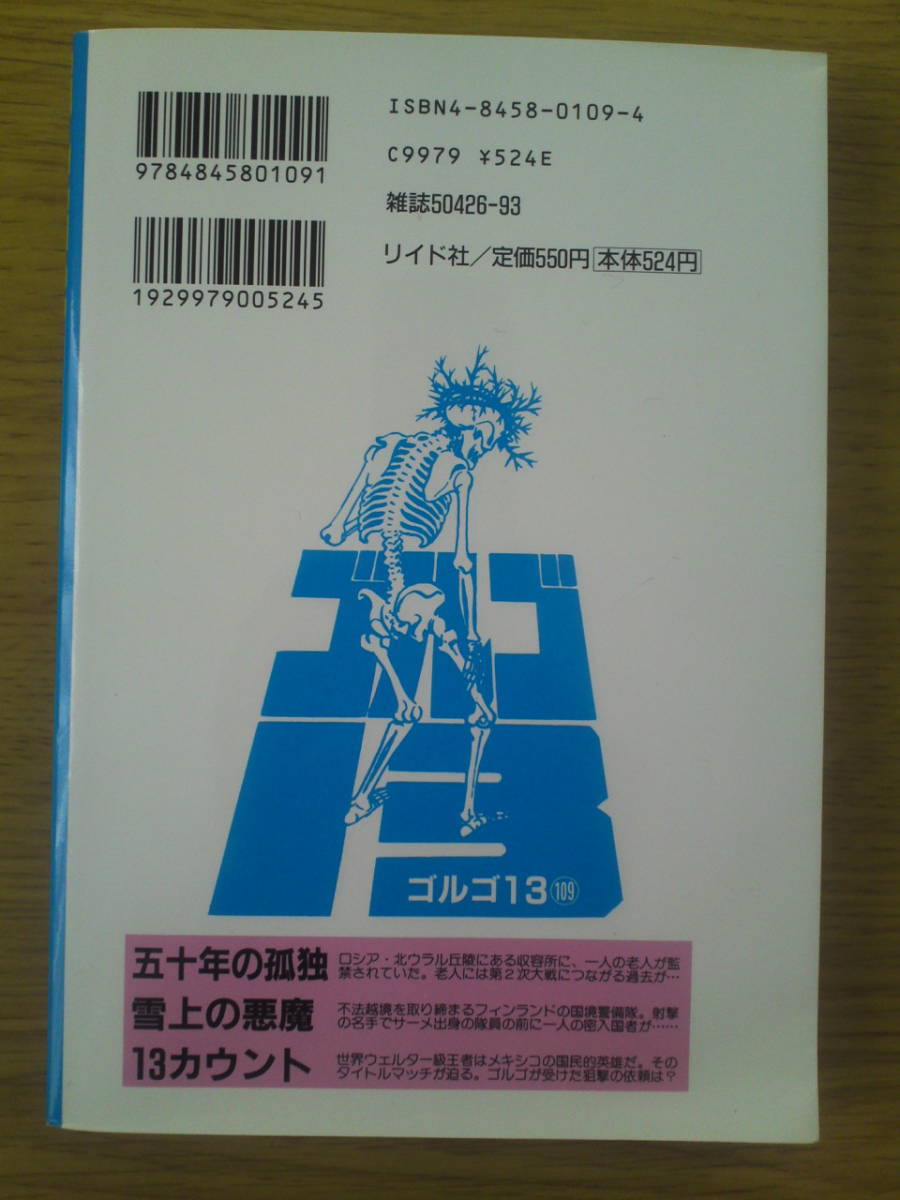 ISBN4-8458-0109-4
9784845801091
C9979 ¥524E
雑誌50426-93
リイド社／定価550円 本体524円
1929979005245
ゴルゴ
13
ゴルゴ13 109
五十年の孤独
ロシア・北ウラル丘陵にある収容所に、一人の老人が監
禁されていた。老人には第2次大戦につながる過去が…
雪上の悪魔
不法越境を取り締まるフィンランドの国境警備隊。射撃
の名手でサーメ出身の隊員の前に一人の密入国者が……
13カウント
世界ウェルター級王者はメキシコの国民的英雄だ。その
タイトルマッチが迫る。ゴルゴが受けた狙撃の依頼は？